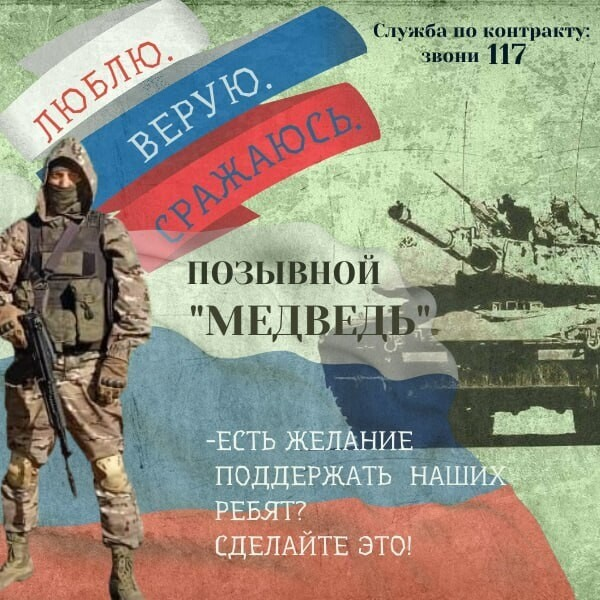 Служба по контракту:
звони 117
ЛЮБЛЮ.
ВЕРУЮ.
СРАЖАЮСЬ.
ПОЗЫВНОЙ
"МЕДВЕДЬ".
-ЕСТЬ ЖЕЛАНИЕ
ПОДДЕРЖАТЬ НАШИХ
РЕБЯТ?
СДЕЛАЙТЕ ЭТО!